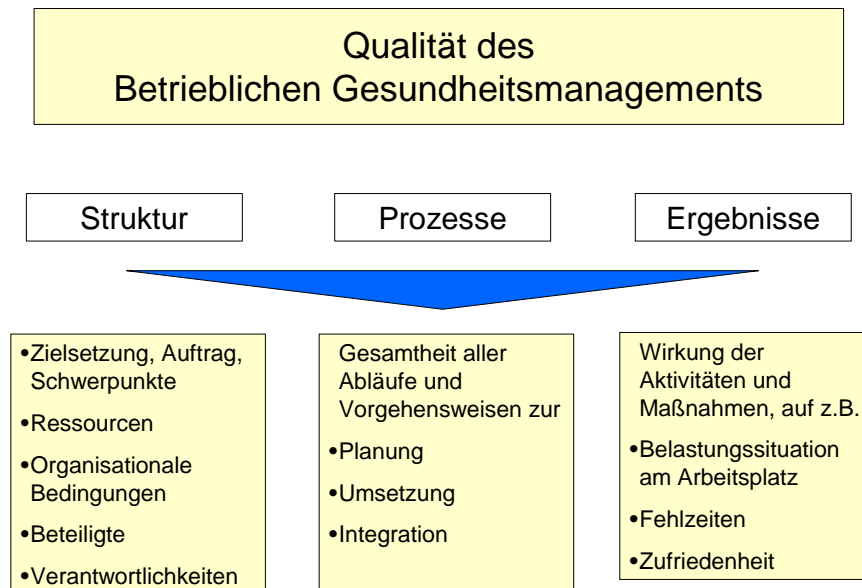 Qualität des
Betrieblichen Gesundheitsmanagements
Struktur
Prozesse
Ergebnisse
•Zielsetzung, Auftrag,
Schwerpunkte
•Ressourcen
•Organisationale
Bedingungen
•Beteiligte
•Verantwortlichkeiten
Gesamtheit aller
Abläufe und
Vorgehensweisen zur
•Planung
•Umsetzung
•Integration
Wirkung der
Aktivitäten und
Maßnahmen, auf z.B.
•Belastungssituation
am Arbeitsplatz
•Fehlzeiten
•Zufriedenheit